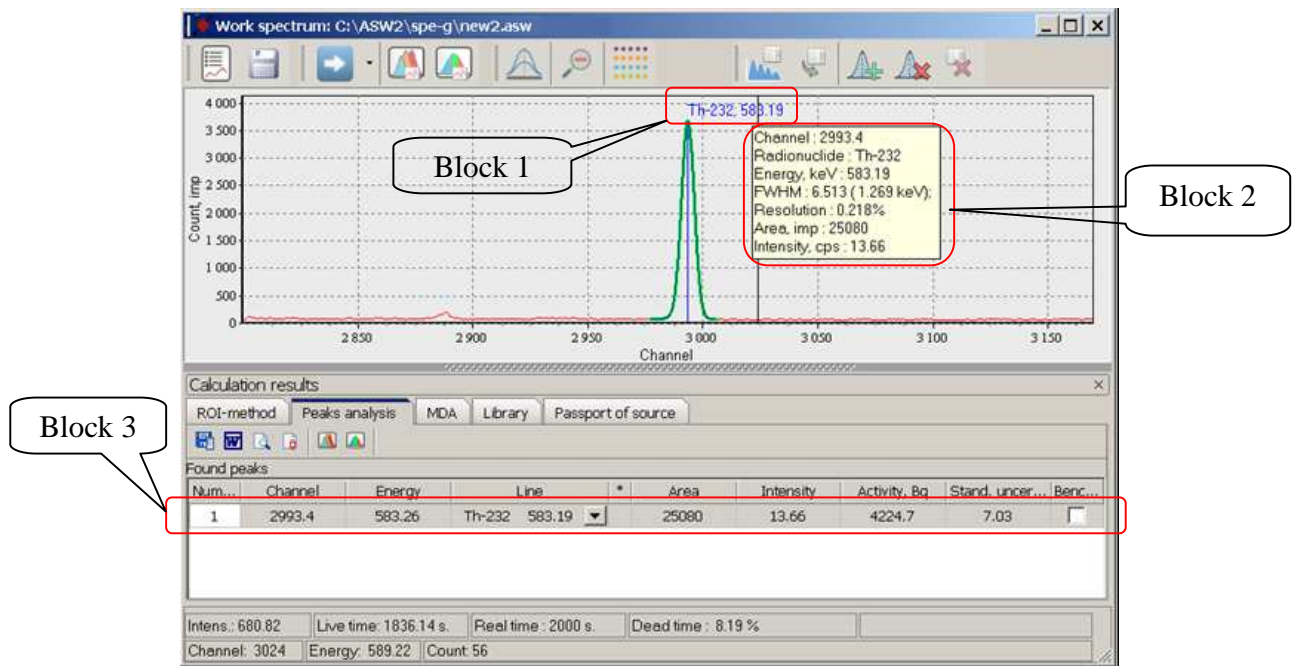 Work spectrum: C:\ASW2\spe-g\new2.asw
4 000
3 500
3 000
2 500
2 000
1 500
1 000
500
0
Count, imp
Th-232, 583.19
Block 1
Channel : 2993.4
Radionuclide : Th-232
Energy, keV : 583.19
FWHM : 6.513 ( 1.269 keV);
Resolution : 0.218%
Area, imp : 25080
Intensity, cps : 13.66
Block 2
2 850 2 900 2 950 3 000 3 050 3 100 3 150
Channel
Calculation results
ROI-method Peaks analysis MDA Library Passport of source
Block 3
Found peaks
Num... Channel Energy Line * Area Intensity Activity, Bq Stand. uncer... Benc...
1 2993.4 583.26 Th-232 583.19 25080 13.66 4224.7 7.03
Intens.: 680.82 Live time: 1836.14 s. Real time : 2000 s. Dead time : 8.19 %
Channel: 3024 Energy: 589.22 Count: 56